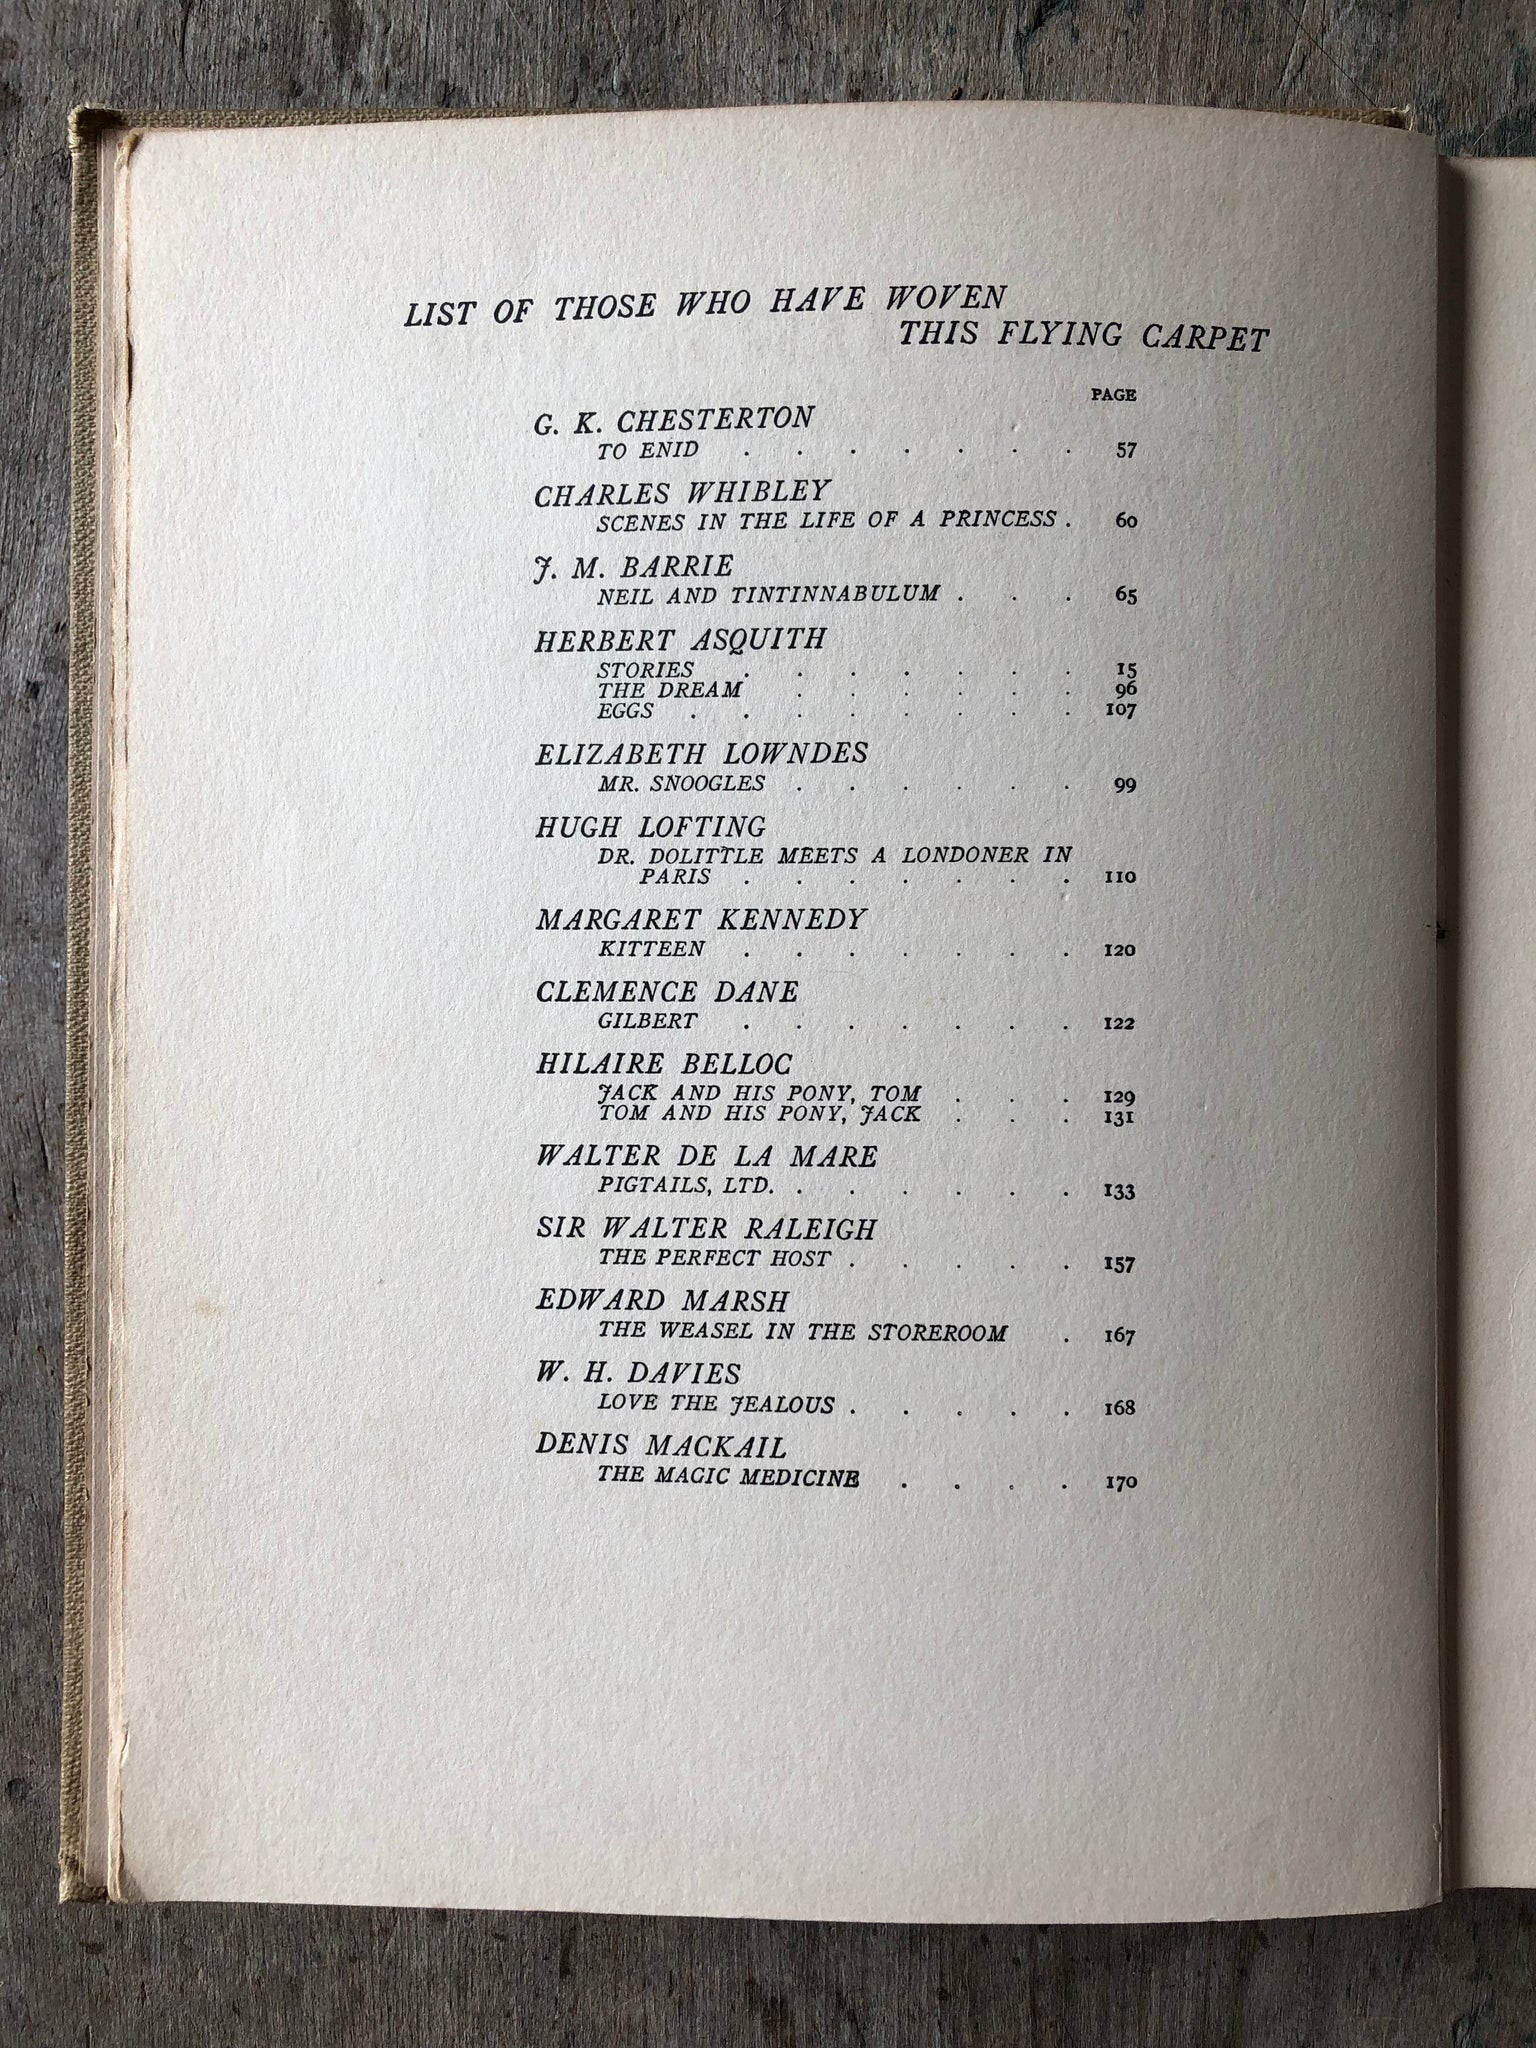 LIST OF THOSE WHO HAVE WOVEN
THIS FLYING CARPET
PAGE
G. K. CHESTERTON
TO ENID . . . . . . . 57
CHARLES WHIBLEY
SCENES IN THE LIFE OF A PRINCESS . 60
J. M. BARRIE
NEIL AND TINTINNABULUM . . . 65
HERBERT ASQUITH
STORIES . . . . . . . 15
THE DREAM . . . . . . 96
EGGS . . . . . . . . 107
ELIZABETH LOWNDES
MR. SNOOGLES . . . . . . 99
HUGH LOFTING
DR. DOLITTLE MEETS A LONDONER IN
PARIS . . . . . . . 110
MARGARET KENNEDY
KITTEEN . . . . . . . 120
CLEMENCE DANE
GILBERT . . . . . . . 122
HILAIRE BELLOC
JACK AND HIS PONY, TOM . . . 129
TOM AND HIS PONY, JACK . . . 131
WALTER DE LA MARE
PIGTAILS, LTD. . . . . . . 133
SIR WALTER RALEIGH
THE PERFECT HOST . . . . . 157
EDWARD MARSH
THE WEASEL IN THE STOREROOM . 167
W. H. DAVIES
LOVE THE JEALOUS . . . . . 168
DENIS MACKAIL
THE MAGIC MEDICINE . . . . 170